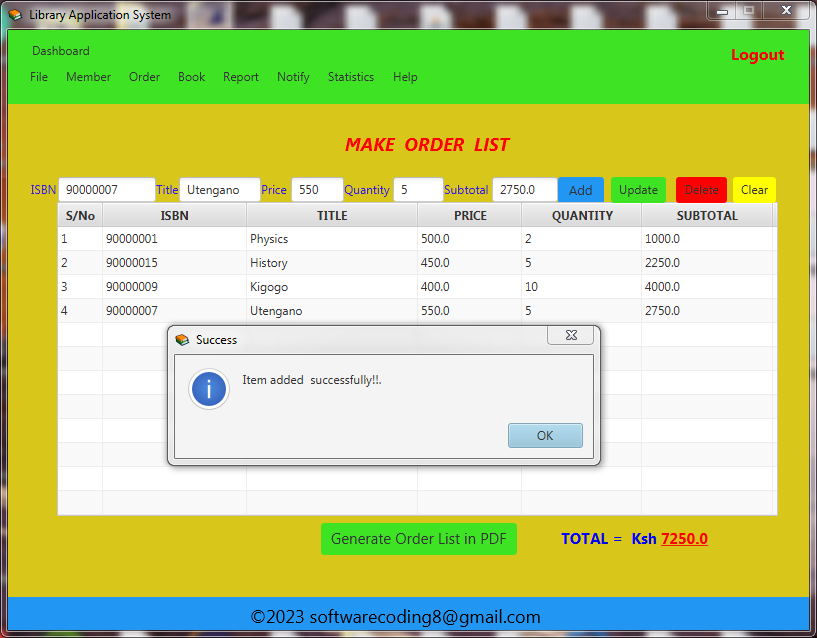 Library Application System
Dashboard
Logout
File Member Order Book Report Notify Statistics Help
MAKE ORDER LIST
ISBN 90000007 Title Utengano Price 550 Quantity 5 Subtotal 2750.0 Add Update Delete Clear
S/No ISBN TITLE PRICE QUANTITY SUBTOTAL
1 90000001 Physics 500.0 2 1000.0
2 90000015 History 450.0 5 2250.0
3 90000009 Kigogo 400.0 10 4000.0
4 90000007 Utengano 550.0 5 2750.0
Success
Item added  successfully!!.
OK
Generate Order List in PDF TOTAL = Ksh 7250.0
©2023 softwarecoding8@gmail.com